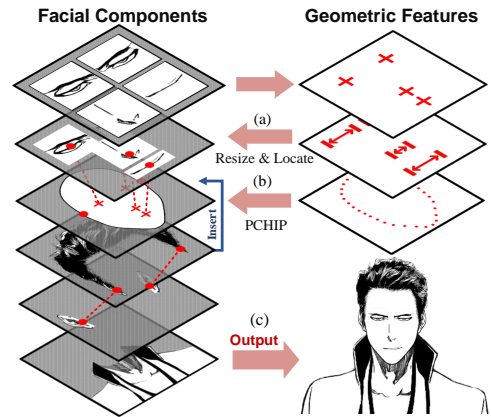 Facial Components
Geometric Features
(a)
Resize & Locate
(b)
PCHIP
Insert
(c)
Output